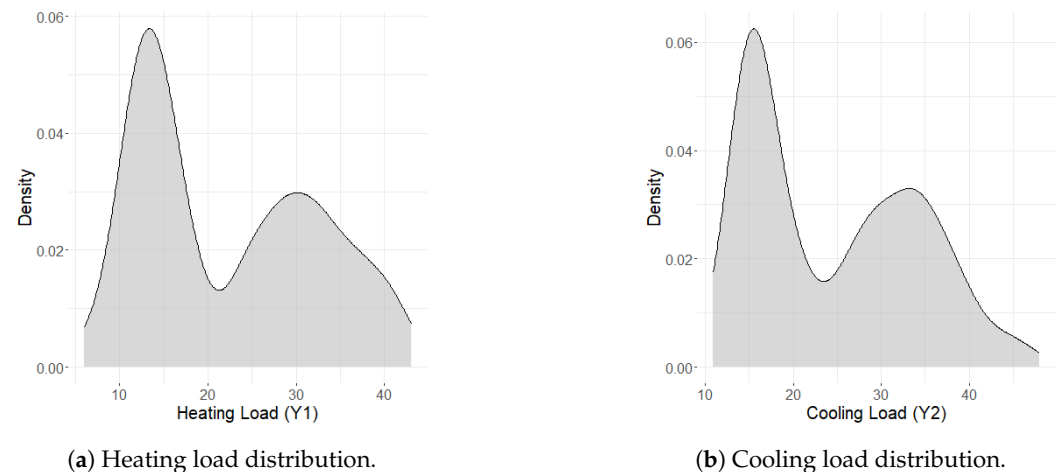 0.06
0.04
0.02
0.00
Density
10 20 30 40
Heating Load (Y1)
(a) Heating load distribution.
0.06
0.04
0.02
0.00
Density
10 20 30 40
Cooling Load (Y2)
(b) Cooling load distribution.